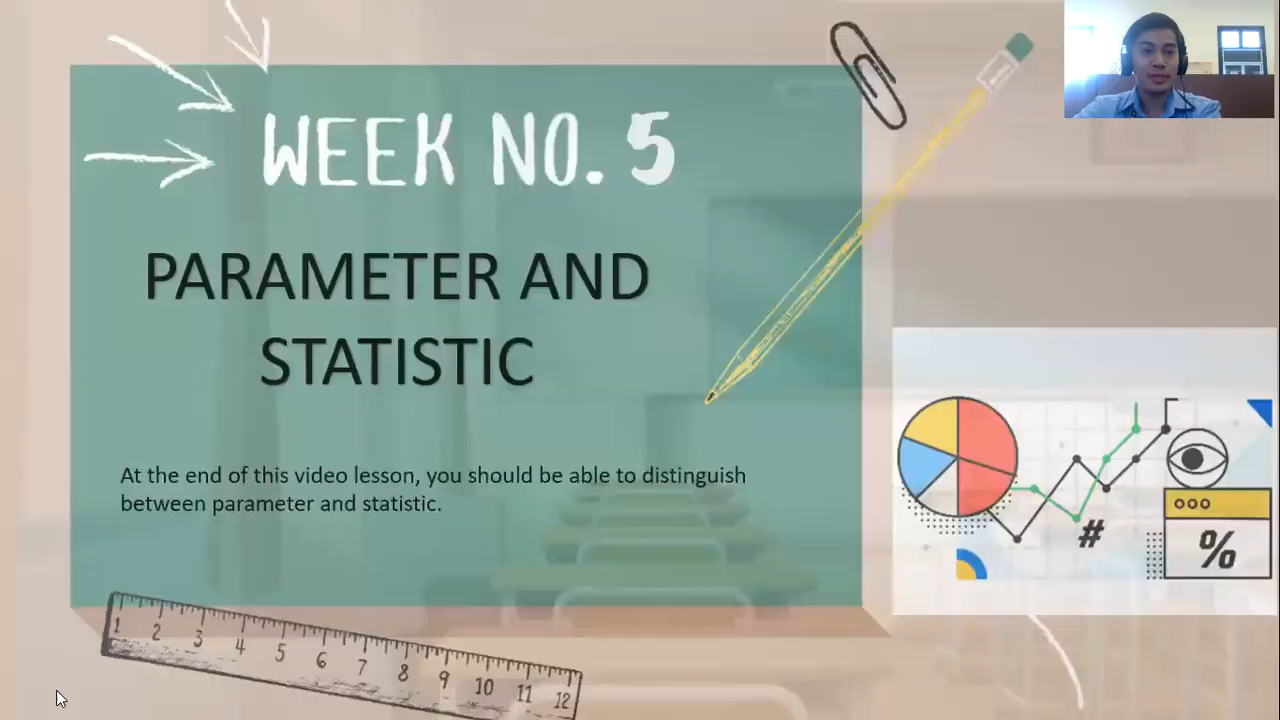 WEEK NO. 5
PARAMETER AND
STATISTIC
At the end of this video lesson, you should be able to distinguish
between parameter and statistic.
#
%
1 2 3 4 5 6 7 8 9 10 11 12